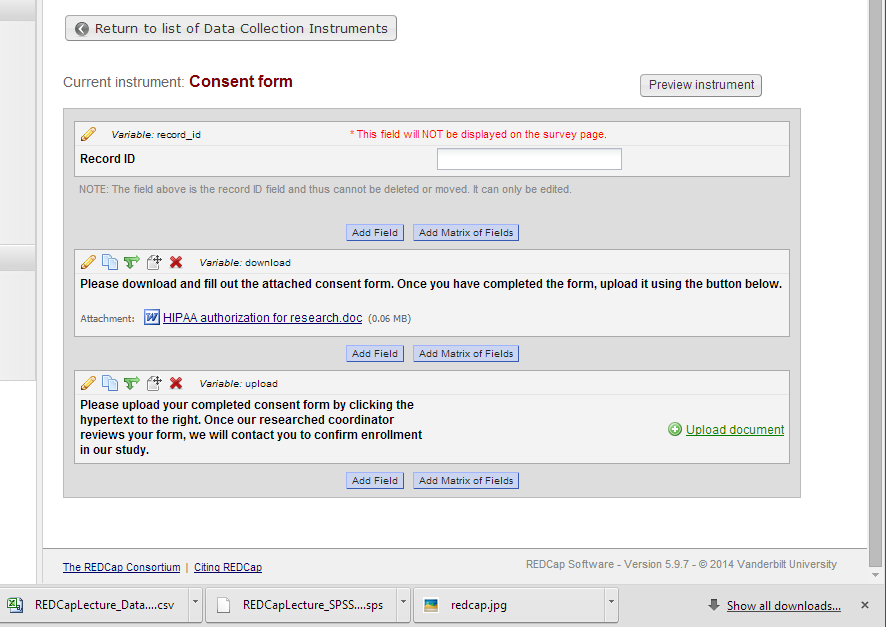 Return to list of Data Collection Instruments
Current instrument: Consent form
Preview instrument
Variable: record_id
* This field will NOT be displayed on the survey page.
Record ID
NOTE: The field above is the record ID field and thus cannot be deleted or moved. It can only be edited.
Add Field Add Matrix of Fields
Variable: download
Please download and fill out the attached consent form. Once you have completed the form, upload it using the button below.
Attachment: HIPAA authorization for research.doc (0.06 MB)
Add Field Add Matrix of Fields
Variable: upload
Please upload your completed consent form by clicking the
hypertext to the right. Once our researched coordinator
reviews your form, we will contact you to confirm enrollment
in our study.
Upload document
Add Field Add Matrix of Fields
The REDCap Consortium | Citing REDCap
REDCap Software - Version 5.9.7 - © 2014 Vanderbilt University
REDCapLecture_Data....csv REDCapLecture_SPSS....sps redcap.jpg Show all downloads...